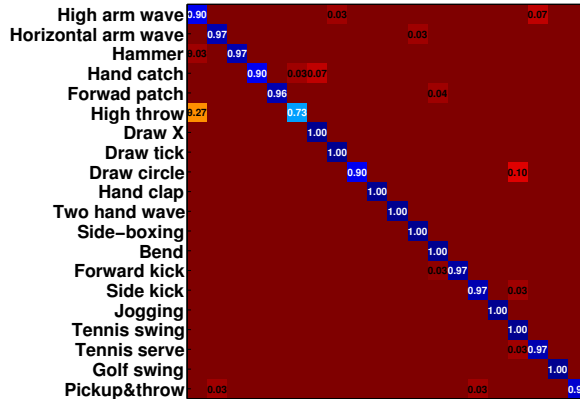 High arm wave 0.90 0.03 0.07
Horizontal arm wave 0.97 0.03
Hammer 0.03 0.97
Hand catch 0.90 0.03 0.07
Forwad patch 0.96 0.04
High throw 0.27 0.73
Draw X 1.00
Draw tick 1.00
Draw circle 0.90 0.10
Hand clap 1.00
Two hand wave 1.00
Side−boxing 1.00
Bend 1.00
Forward kick 0.03 0.97
Side kick 0.97 0.03
Jogging 1.00
Tennis swing 1.00
Tennis serve 0.03 0.97
Golf swing 1.00
Pickup&throw 0.03 0.03